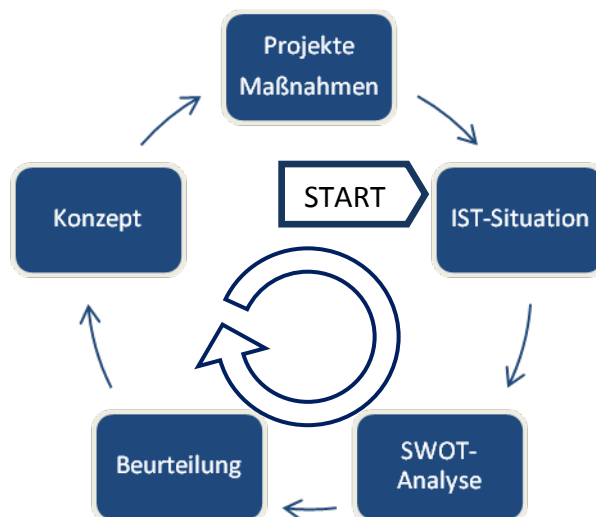 Projekte
Maßnahmen
START
IST-Situation
Konzept
SWOT-
Analyse
Beurteilung